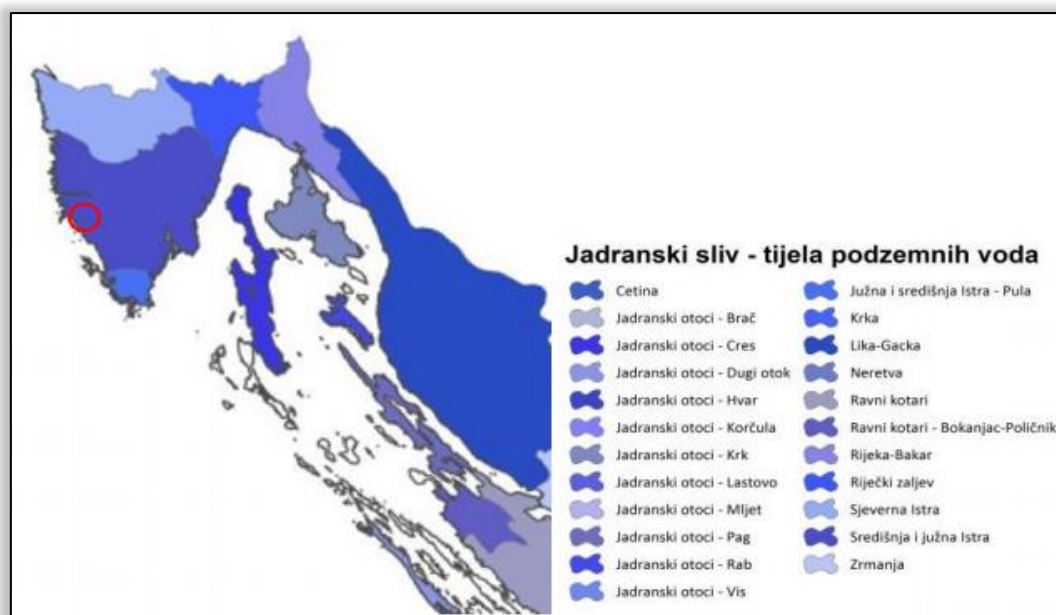 Jadranski sliv - tijela podzemnih voda
Cetina
Jadranski otoci - Brač
Jadranski otoci - Cres
Jadranski otoci - Dugi otok
Jadranski otoci - Hvar
Jadranski otoci - Korčula
Jadranski otoci - Krk
Jadranski otoci - Lastovo
Jadranski otoci - Mljet
Jadranski otoci - Pag
Jadranski otoci - Rab
Jadranski otoci - Vis
Južna i središnja Istra - Pula
Krka
Lika-Gacka
Neretva
Ravni kotari
Ravni kotari - Bokanjac-Poličnik
Rijeka-Bakar
Riječki zaljev
Sjeverna Istra
Središnja i južna Istra
Zrmanja